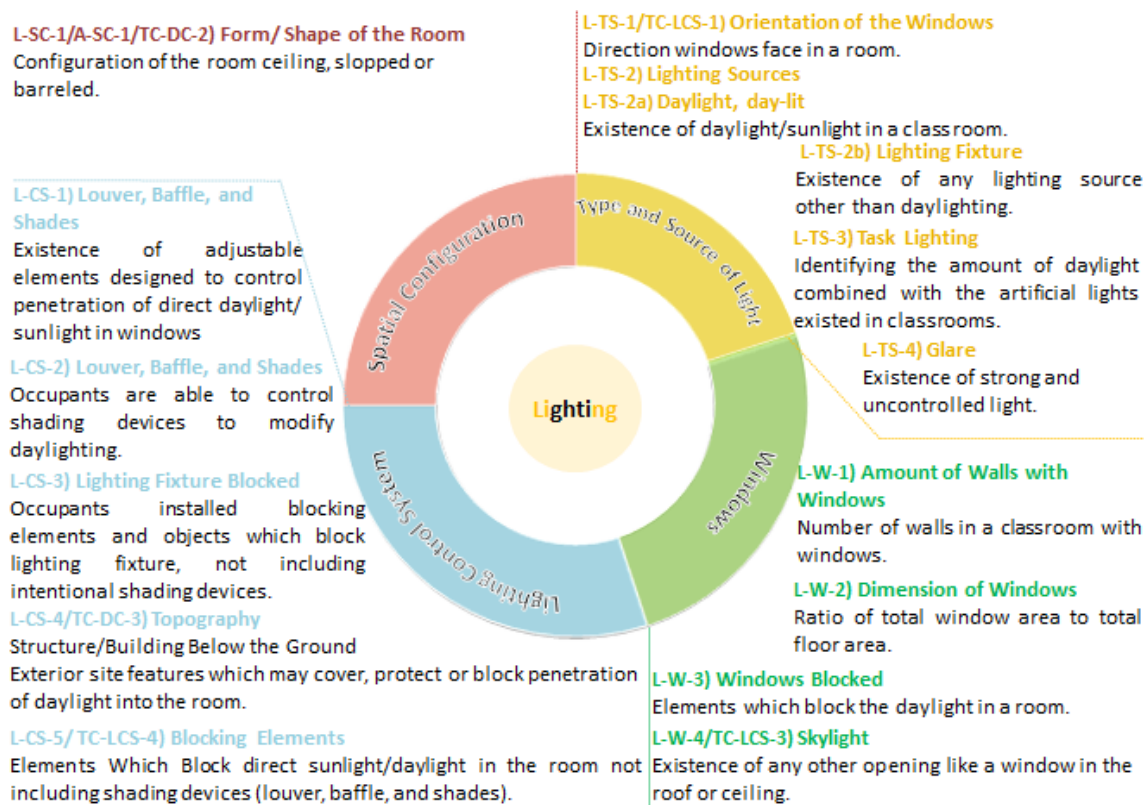 L-SC-1/A-SC-1/TC-DC-2) Form/ Shape of the Room
Configuration of the room ceiling, slopped or
barreled.
L-TS-1/TC-LCS-1) Orientation of the Windows
Direction windows face in a room.
L-TS-2) Lighting Sources
L-TS-2a) Daylight, day-lit
Existence of daylight/sunlight in a classroom.
L-TS-2b) Lighting Fixture
Existence of any lighting source
other than daylighting.
L-TS-3) Task Lighting
Identifying the amount of daylight
combined with the artificial lights
existed in classrooms.
L-TS-4) Glare
Existence of strong and
uncontrolled light.
L-CS-1) Louver, Baffle, and
Shades
Existence of adjustable
elements designed to control
penetration of direct daylight/
sunlight in windows
L-CS-2) Louver, Baffle, and Shades
Occupants are able to control
shading devices to modify
daylighting.
L-CS-3) Lighting Fixture Blocked
Occupants installed blocking
elements and objects which block
lighting fixture, not including
intentional shading devices.
L-CS-4/TC-DC-3) Topography
Structure/Building Below the Ground
Exterior site features which may cover, protect or block penetration
of daylight into the room.
L-CS-5/ TC-LCS-4) Blocking Elements
Elements Which Block direct sunlight/daylight in the room not
including shading devices (louver, baffle, and shades).
Spatial Configuration
Type and Source of Light
Lighting
Windows
Lighting Control System
L-W-1) Amount of Walls with
Windows
Number of walls in a classroom with
windows.
L-W-2) Dimension of Windows
Ratio of total window area to total
floor area.
L-W-3) Windows Blocked
Elements which block the daylight in a room.
L-W-4/TC-LCS-3) Skylight
Existence of any other opening like a window in the
roof or ceiling.